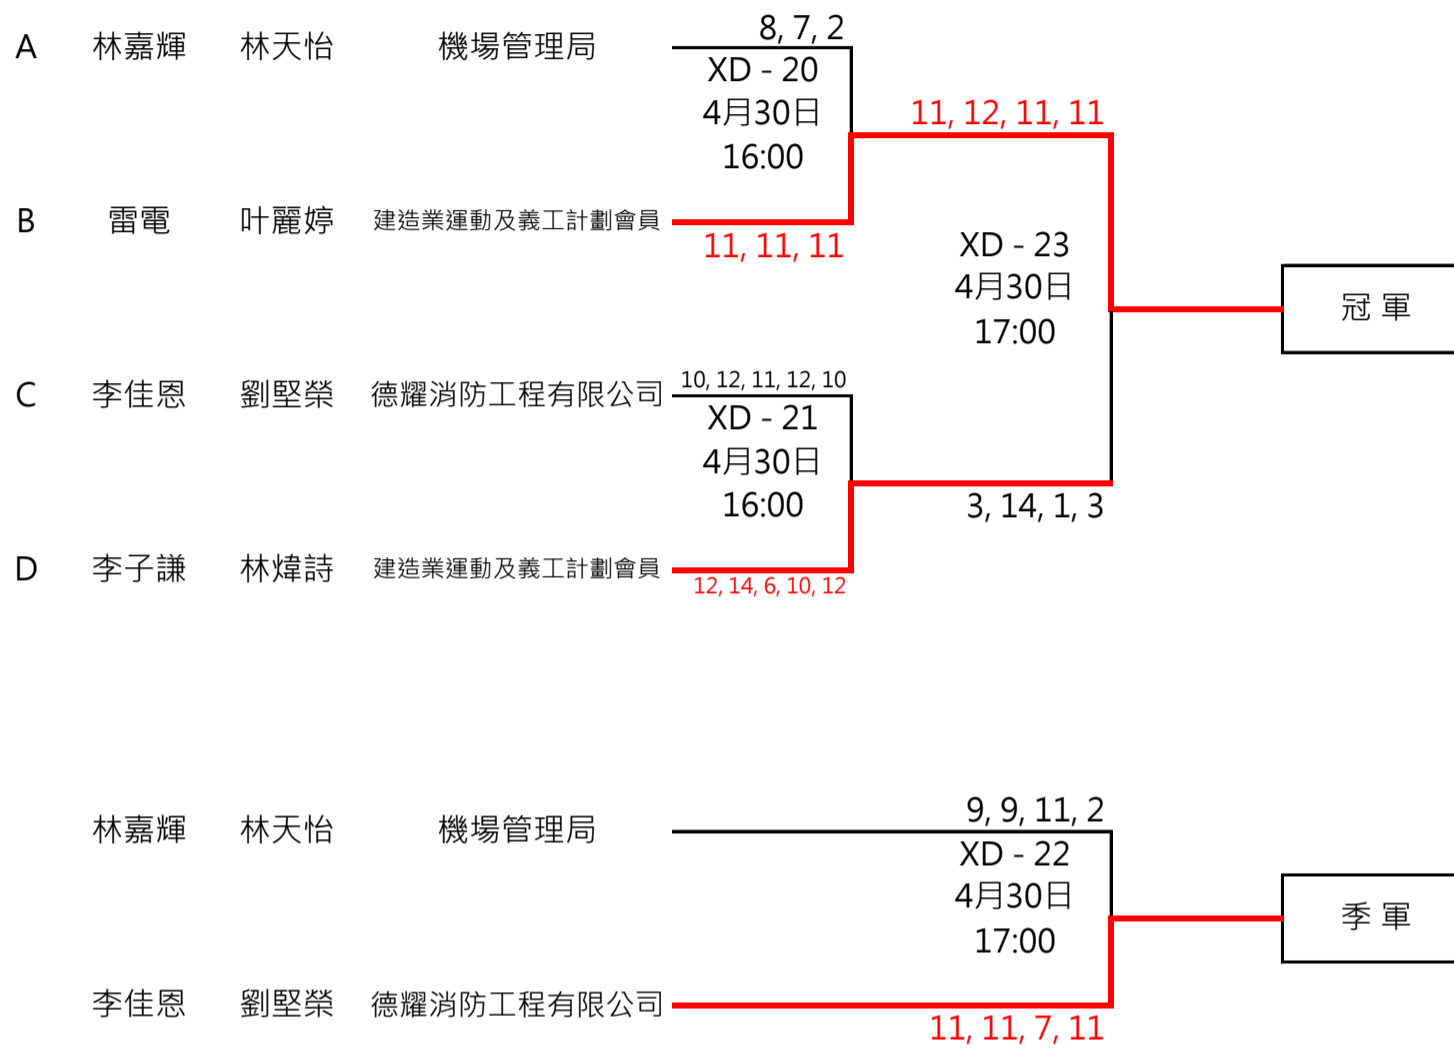 8, 7, 2
A 林嘉輝 林天怡 機場管理局
XD - 20
4月30日
16:00
11, 12, 11, 11
B 雷電 叶麗婷 建造業運動及義工計劃會員
11, 11, 11
XD - 23
4月30日
17:00
冠 軍
10, 12, 11, 12, 10
C 李佳恩 劉堅榮 德耀消防工程有限公司
XD - 21
4月30日
16:00
3, 14, 1, 3
D 李子謙 林煒詩 建造業運動及義工計劃會員
12, 14, 6, 10, 12
9, 9, 11, 2
林嘉輝 林天怡 機場管理局
XD - 22
4月30日
17:00
季 軍
李佳恩 劉堅榮 德耀消防工程有限公司
11, 11, 7, 11